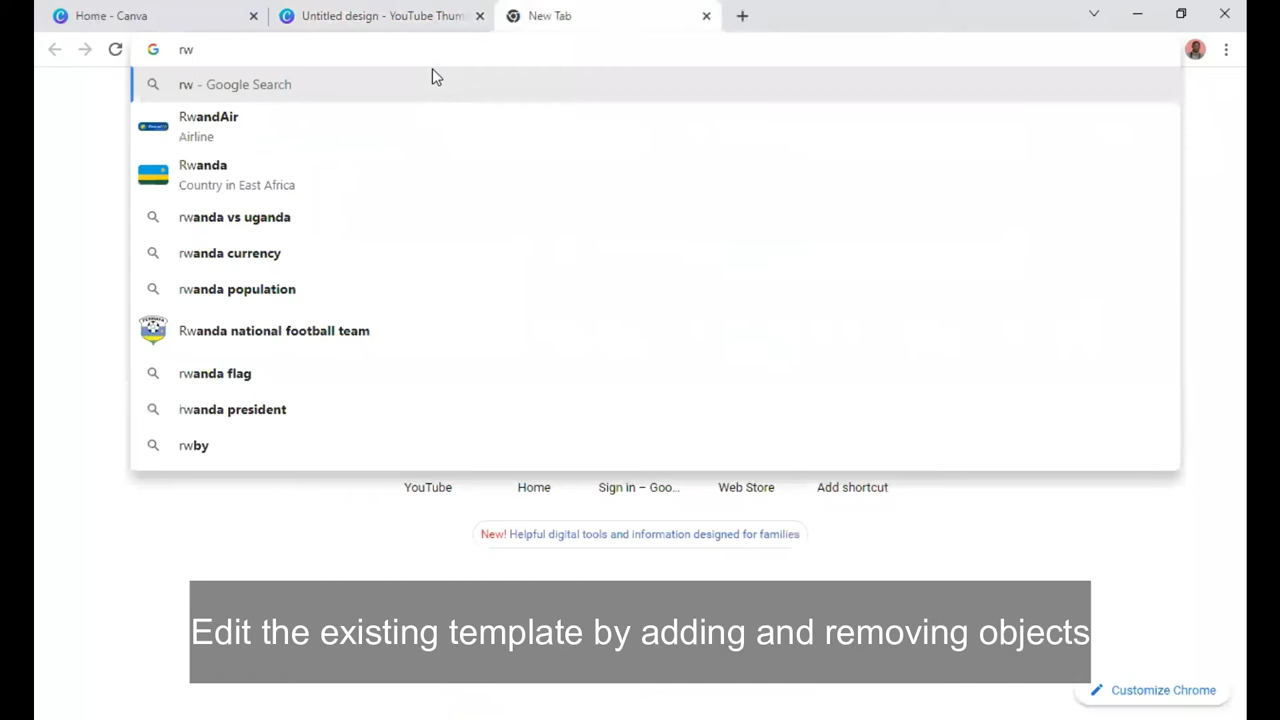 Home - Canva
Untitled design - YouTube Thum
New Tab
rw
rw - Google Search
RwandAir
Airline
Rwanda
Country in East Africa
rwanda vs uganda
rwanda currency
rwanda population
Rwanda national football team
rwanda flag
rwanda president
rwby
YouTube Home Sign in – Goo... Web Store Add shortcut
New! Helpful digital tools and information designed for families
Edit the existing template by adding and removing objects
Customize Chrome